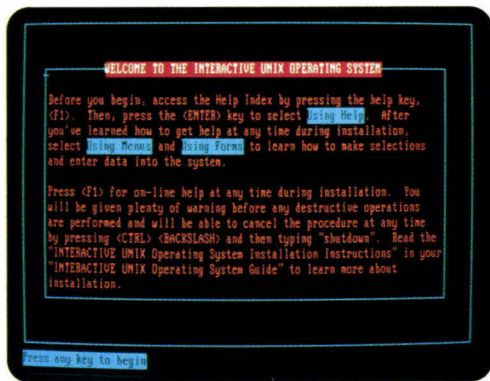 WELCOME TO THE INTERACTIVE UNIX OPERATING SYSTEM
Before you begin, access the Help Index by pressing the help key,
<F1>. Then, press the <ENTER> key to select Using Help. After
you've learned how to get help at any time during installation,
select Using Menus and Using Forms to learn how to make selections
and enter data into the system.
Press <F1> for on-line help at any time during installation. You
will be given plenty of warning before any destructive operations
are performed and will be able to cancel the procedure at any time
by pressing <CTRL> <BACKSLASH> and then typing "shutdown". Read the
"INTERACTIVE UNIX Operating System Installation Instructions" in your
"INTERACTIVE UNIX Operating System Guide" to learn more about
installation.
Press any key to begin